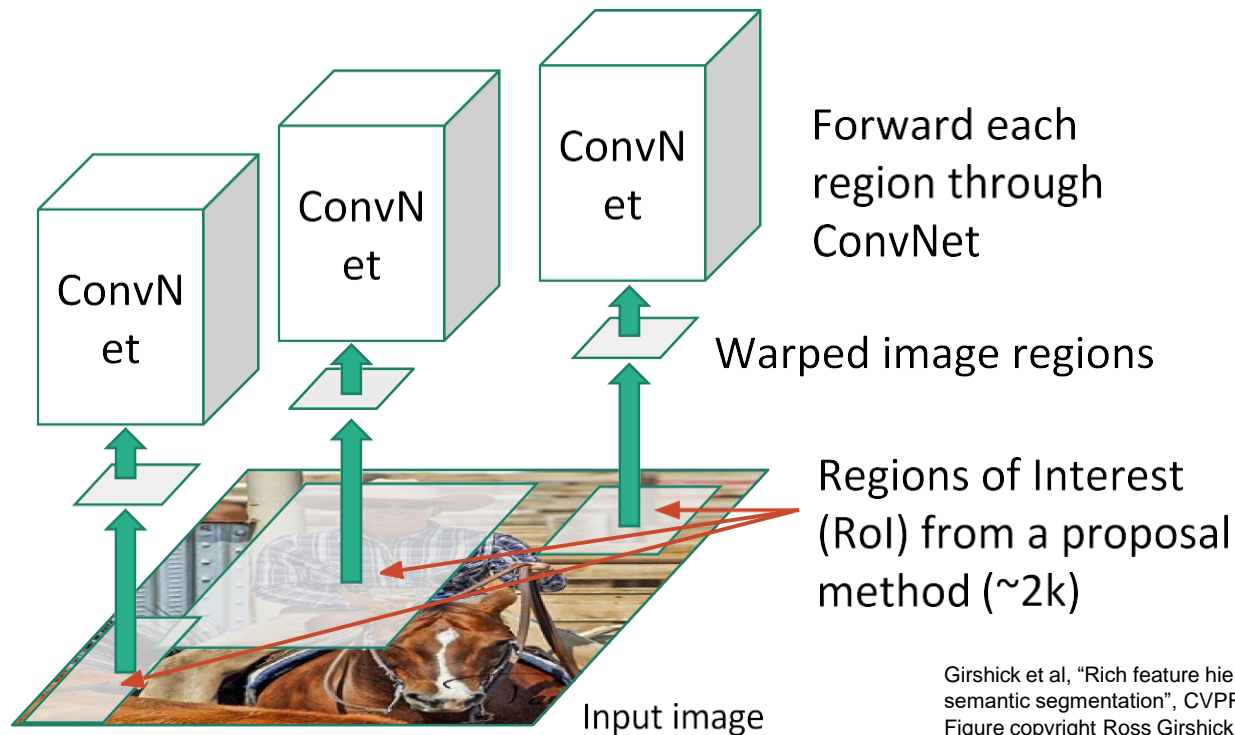 ConvN
et
ConvN
et
ConvN
et
Forward each
region through
ConvNet
Warped image regions
Regions of Interest
(RoI) from a proposal
method (~2k)
Input image
Girshick et al, “Rich feature hie
semantic segmentation”, CVPR
Figure copyright Ross Girshick